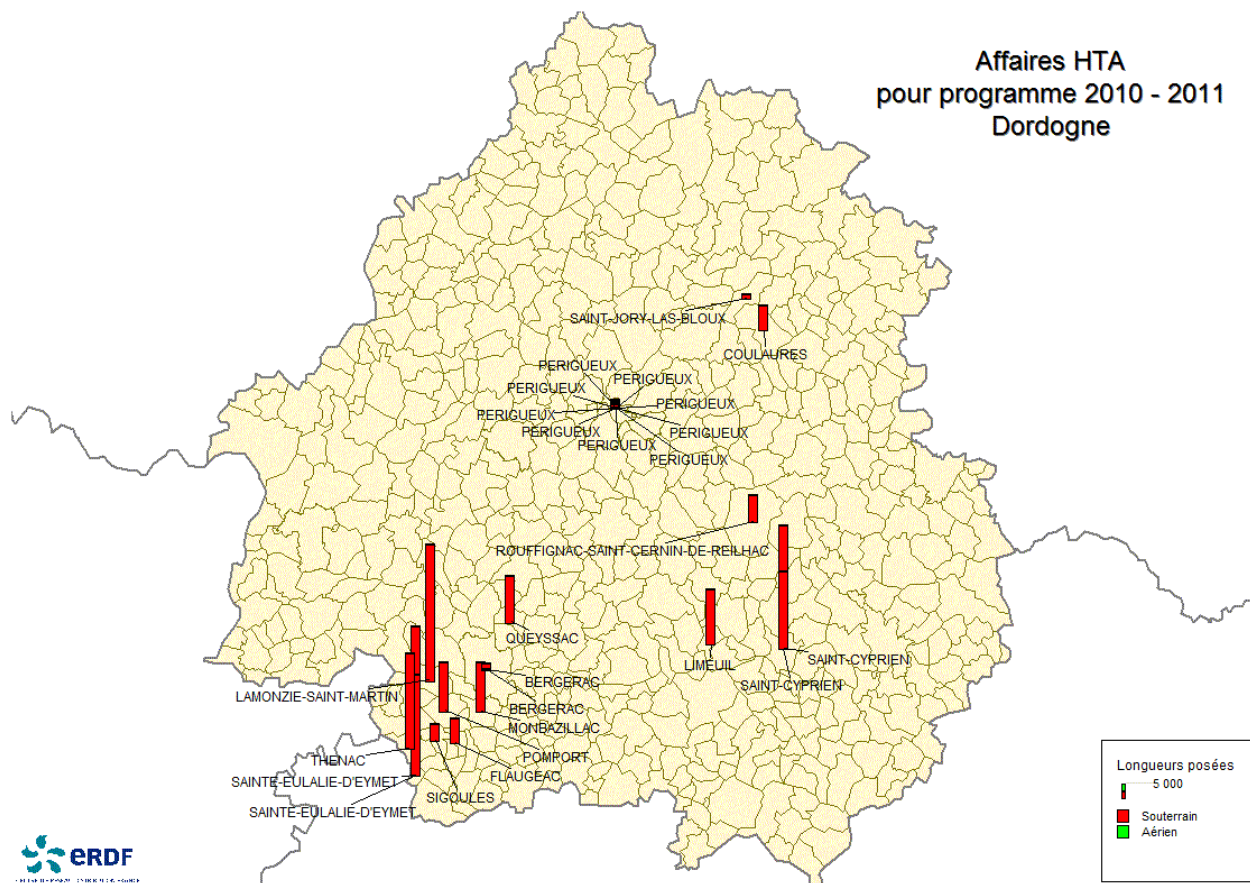 Affaires HTA
pour programme 2010 - 2011
Dordogne
SAINT-JORY-LAS-BLOUX
COULAURES
PERIGUEUX
PERIGUEUX
PERIGUEUX
PERIGUEUX
PERIGUEUX
PERIGUEUX
PERIGUEUX
PERIGUEUX
PERIGUEUX
ROUFFIGNAC-SAINT-CERNIN-DE-REILHAC
QUEYSSAC
LIMEUIL
SAINT-CYPRIEN
SAINT-CYPRIEN
LAMONZIE-SAINT-MARTIN
BERGERAC
BERGERAC
MONBAZILLAC
POMPORT
THENAC
FLAUGEAC
SAINTE-EULALIE-D'EYMET
SIGOULES
SAINTE-EULALIE-D'EYMET
Longueurs posées
5 000
Souterrain
Aérien
eRDF